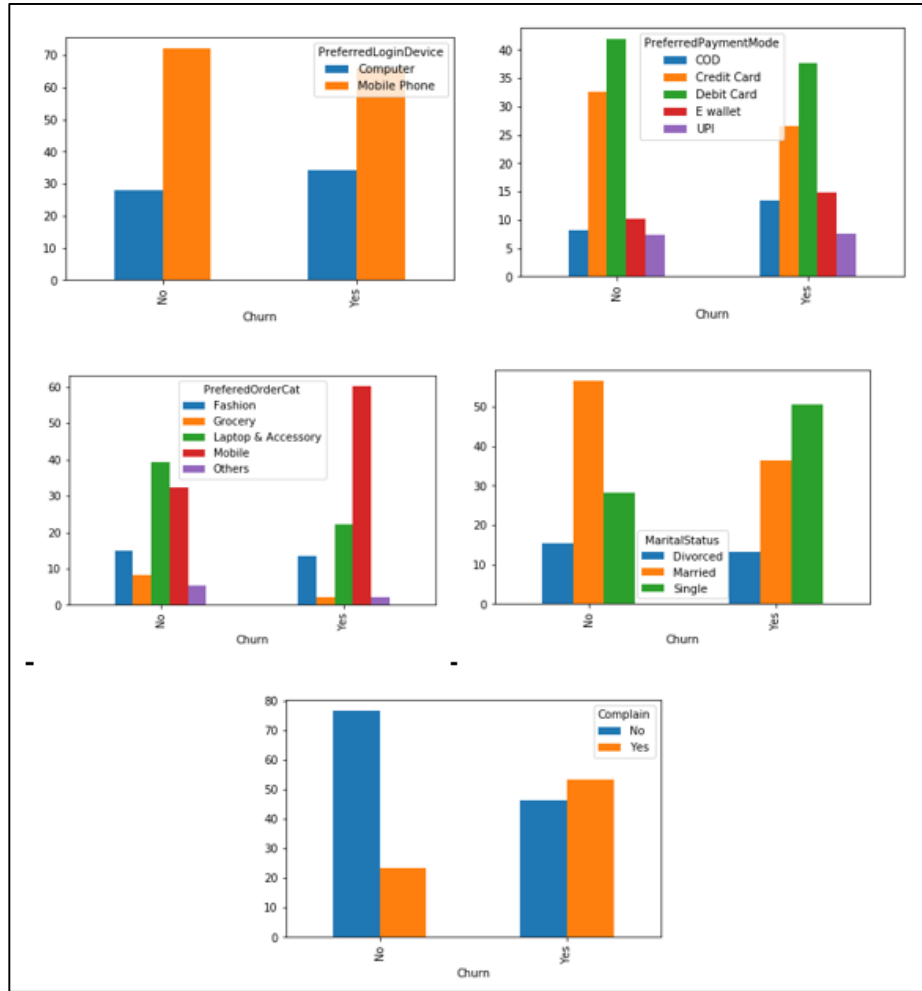 PreferredLoginDevice
Computer
Mobile Phone
70
60
50
40
30
20
10
0
No
Yes
Churn
PreferredPaymentMode
COD
Credit Card
Debit Card
E wallet
UPI
40
35
30
25
20
15
10
5
0
No
Yes
Churn
PreferedOrderCat
Fashion
Grocery
Laptop & Accessory
Mobile
Others
60
50
40
30
20
10
0
No
Yes
Churn
50
40
30
20
10
0
MaritalStatus
Divorced
Married
Single
No
Yes
Churn
-
-
Complain
No
Yes
80
70
60
50
40
30
20
10
0
No
Yes
Churn